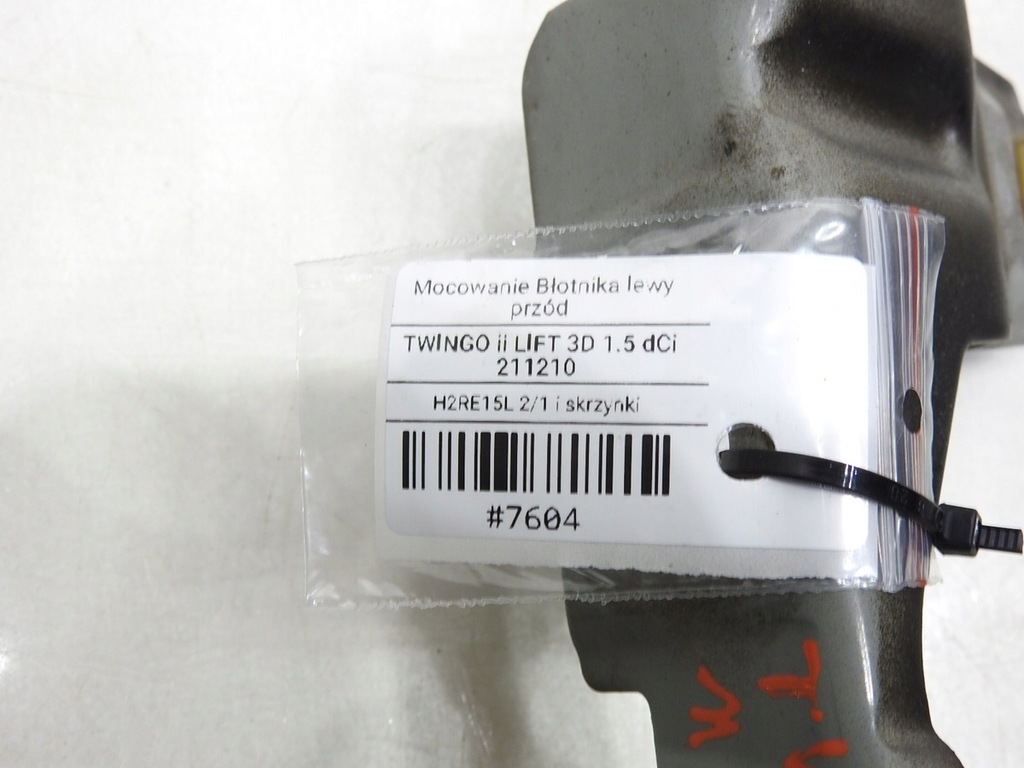 Mocowanie Błotnika lewy
przód
TWINGO ii LIFT 3D 1.5 dCi
211210
H2RE15L 2/1 i skrzynki
#7604